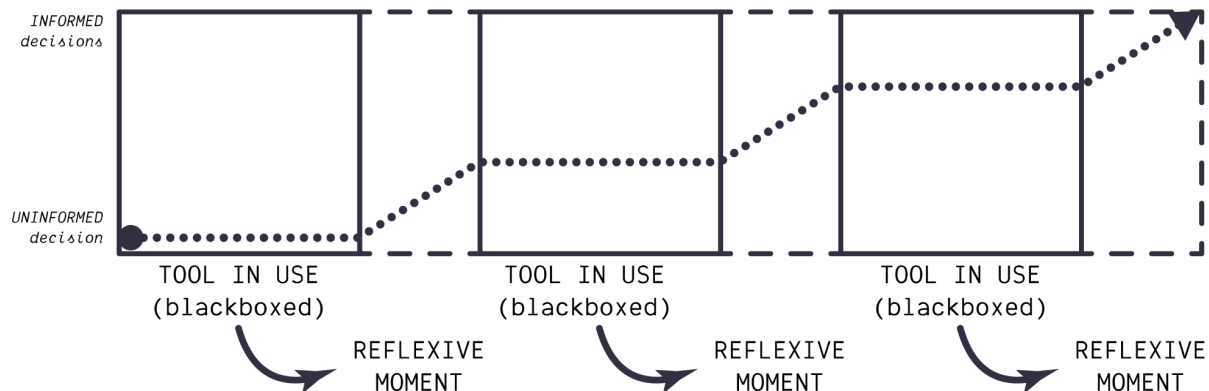 INFORMED
decisions
UNINFORMED
decision
TOOL IN USE
(blackboxed)
TOOL IN USE
(blackboxed)
TOOL IN USE
(blackboxed)
REFLEXIVE
MOMENT
REFLEXIVE
MOMENT
REFLEXIVE
MOMENT